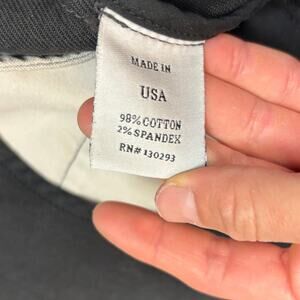 MADE IN
USA
98% COTTON
2% SPANDEX
RN# 130293